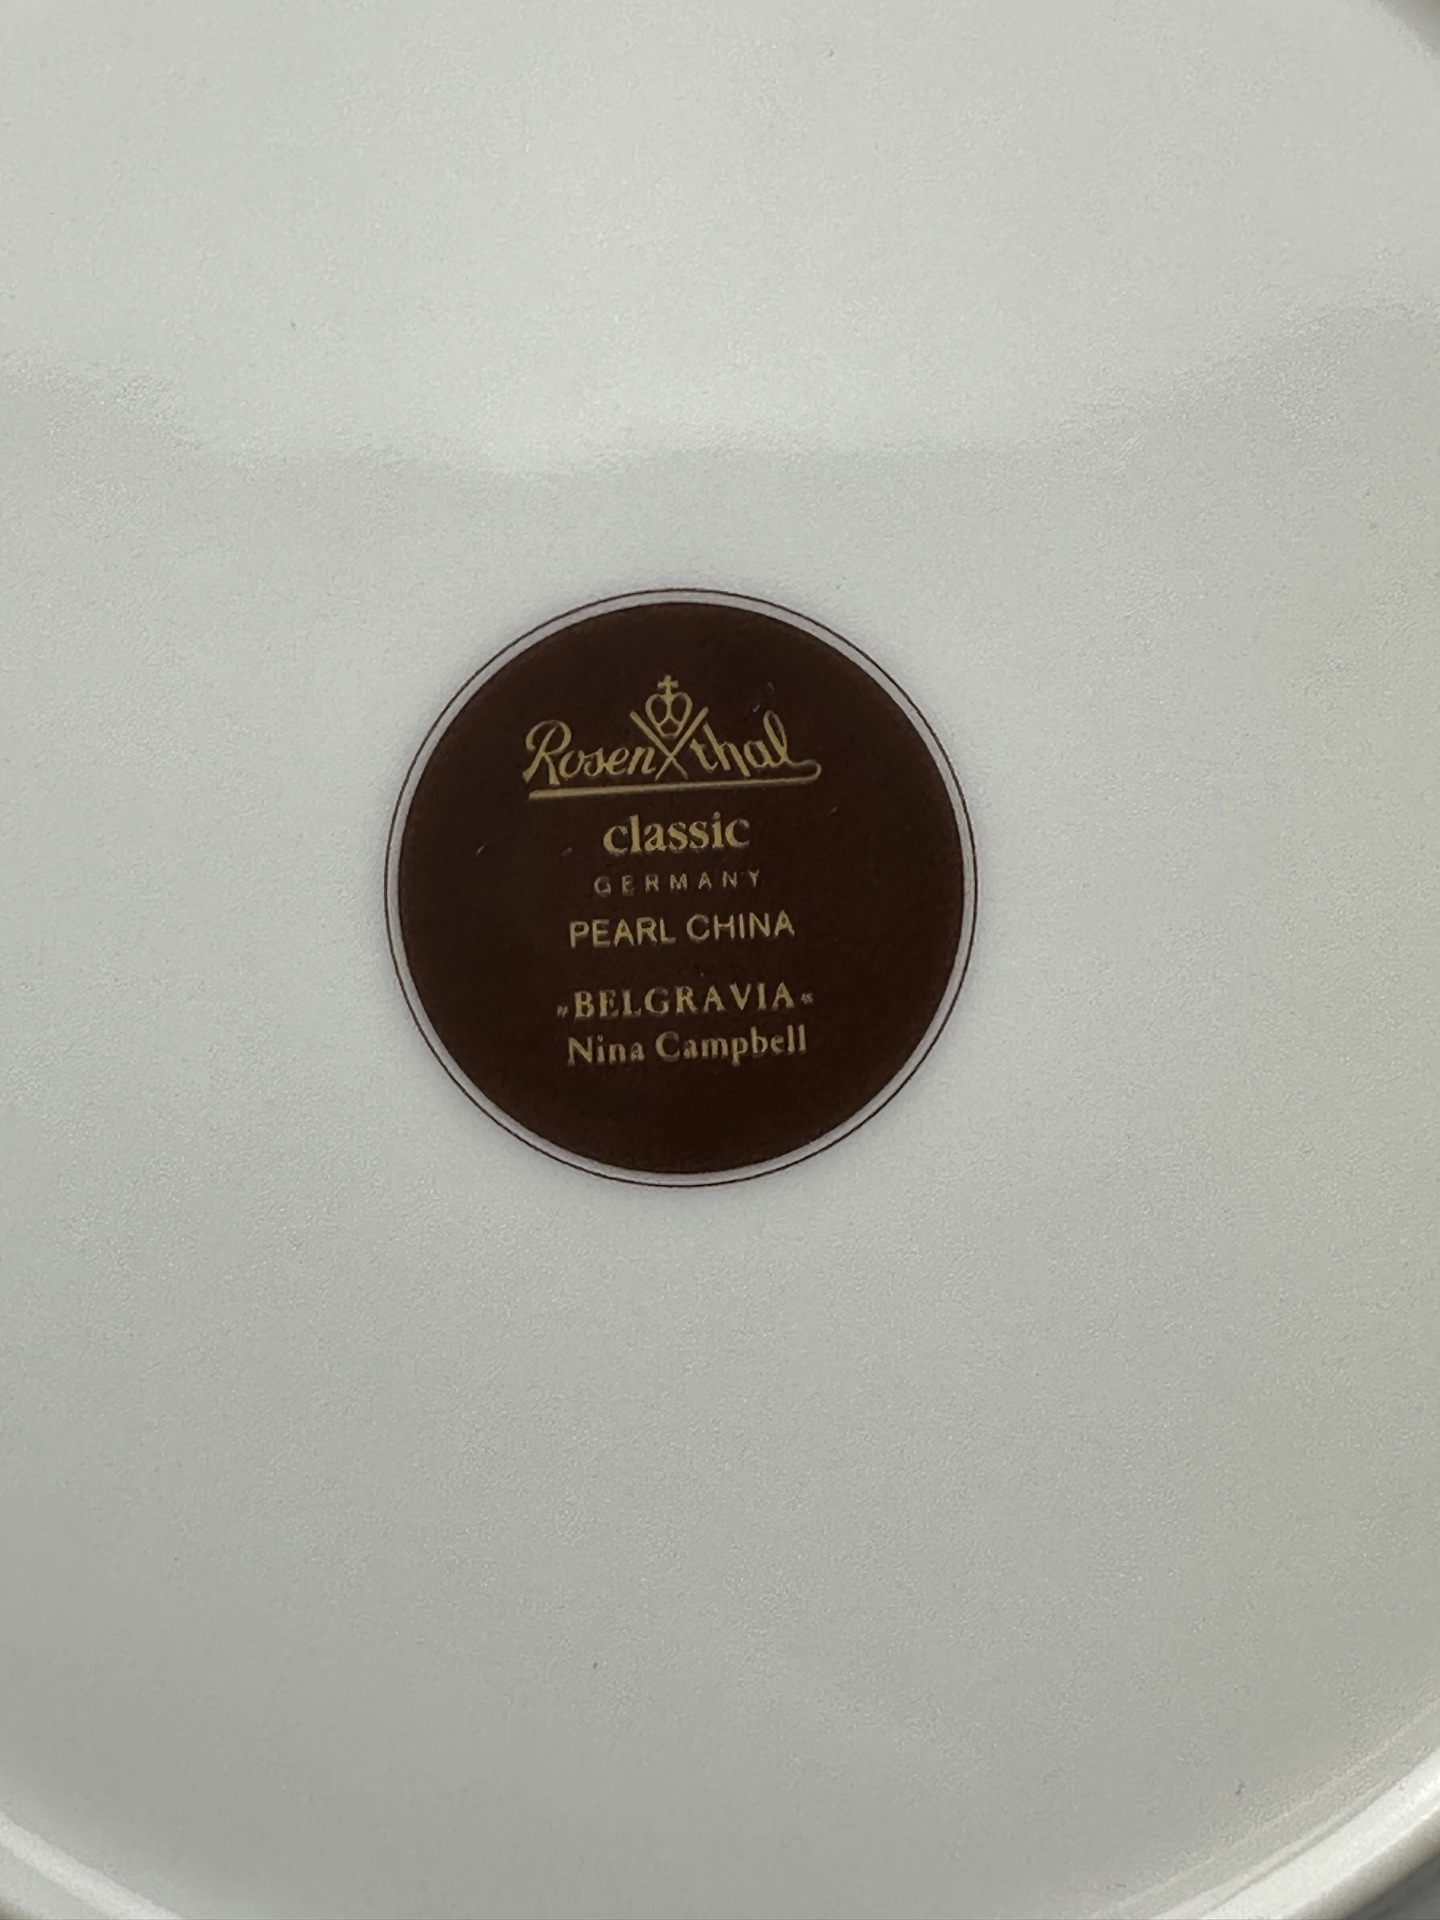 Rosenthal
classic
GERMANY
PEARL CHINA
»BELGRAVIA«
Nina Campbell